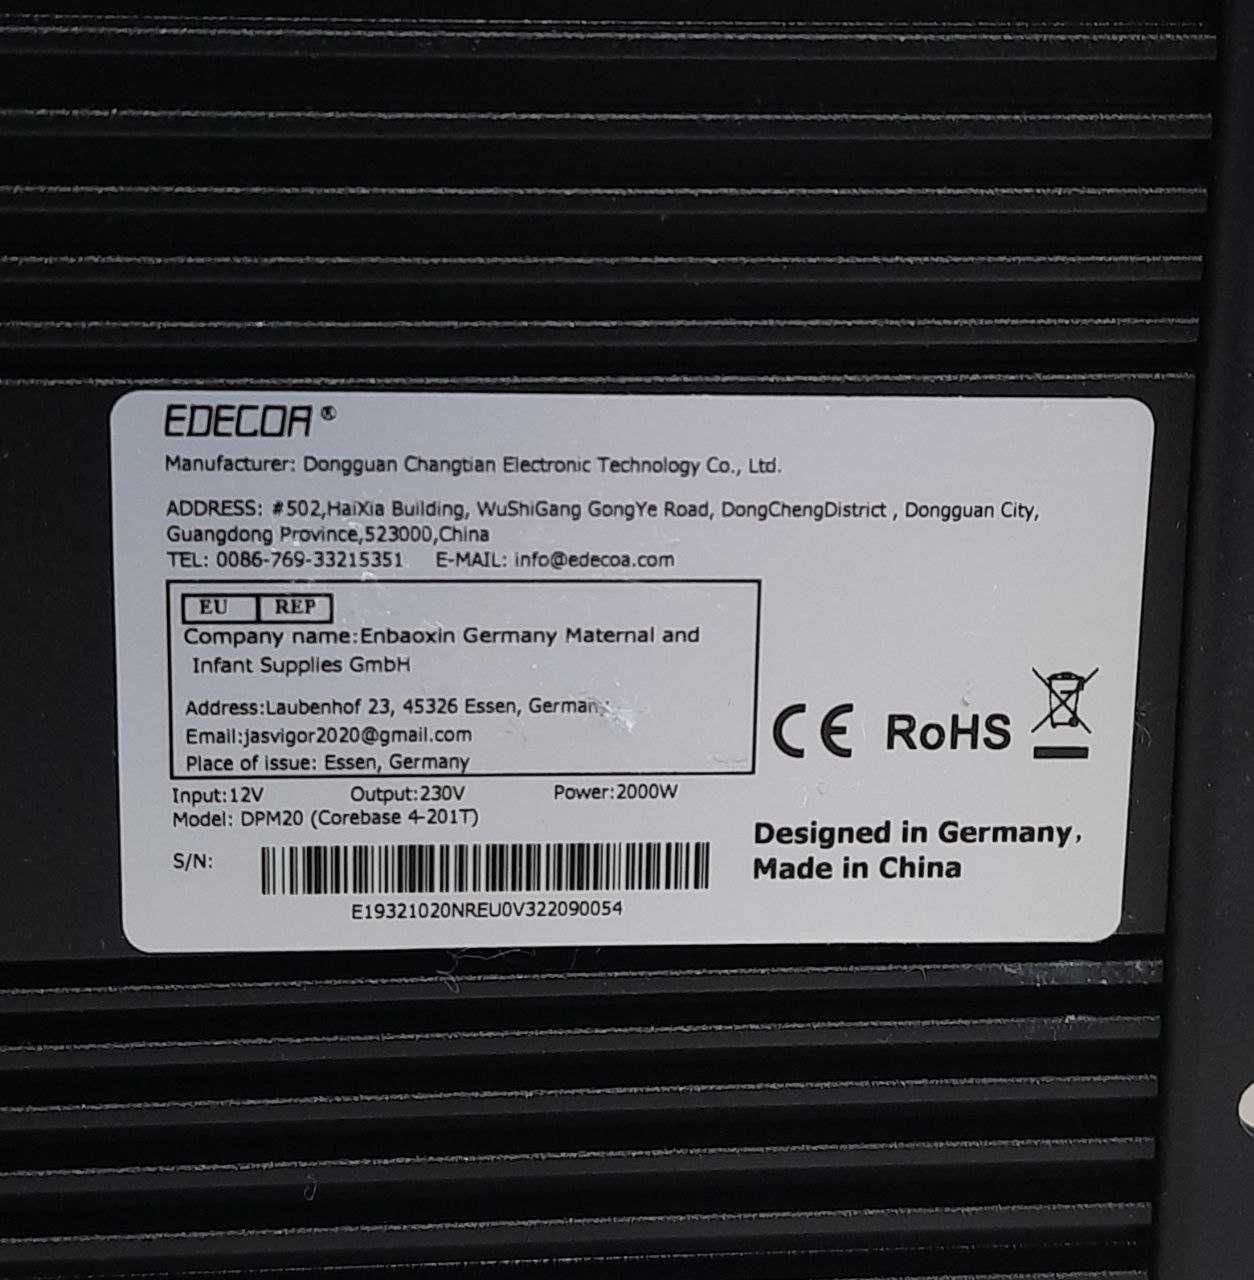 EDECOA®
Manufacturer: Dongguan Changtian Electronic Technology Co., Ltd.
ADDRESS: #502,HaiXia Building, WuShiGang GongYe Road, DongChengDistrict , Dongguan City,
Guangdong Province,523000,China
TEL: 0086-769-33215351 E-MAIL: info@edecoa.com
EU REP
Company name:Enbaoxin Germany Maternal and
Infant Supplies GmbH
Address:Laubenhof 23, 45326 Essen, Germany
Email:jasvigor2020@gmail.com
Place of issue: Essen, Germany
CE RoHS
Input:12V Output:230V Power:2000W
Model: DPM20 (Corebase 4-201T)
Designed in Germany,
Made in China
S/N:
E19321020NREU0V322090054